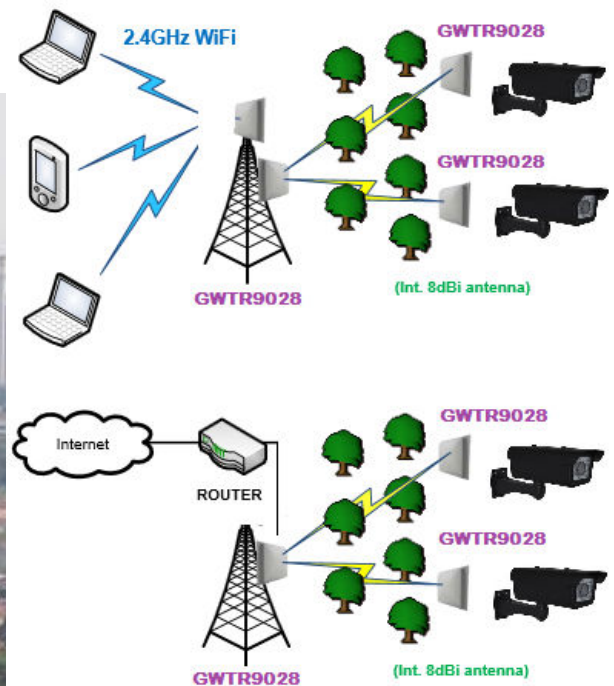 2.4GHz WiFi
GWTR9028
GWTR9028
GWTR9028
(Int. 8dBi antenna)
GWTR9028
Internet
ROUTER
GWTR9028
GWTR9028
(Int. 8dBi antenna)